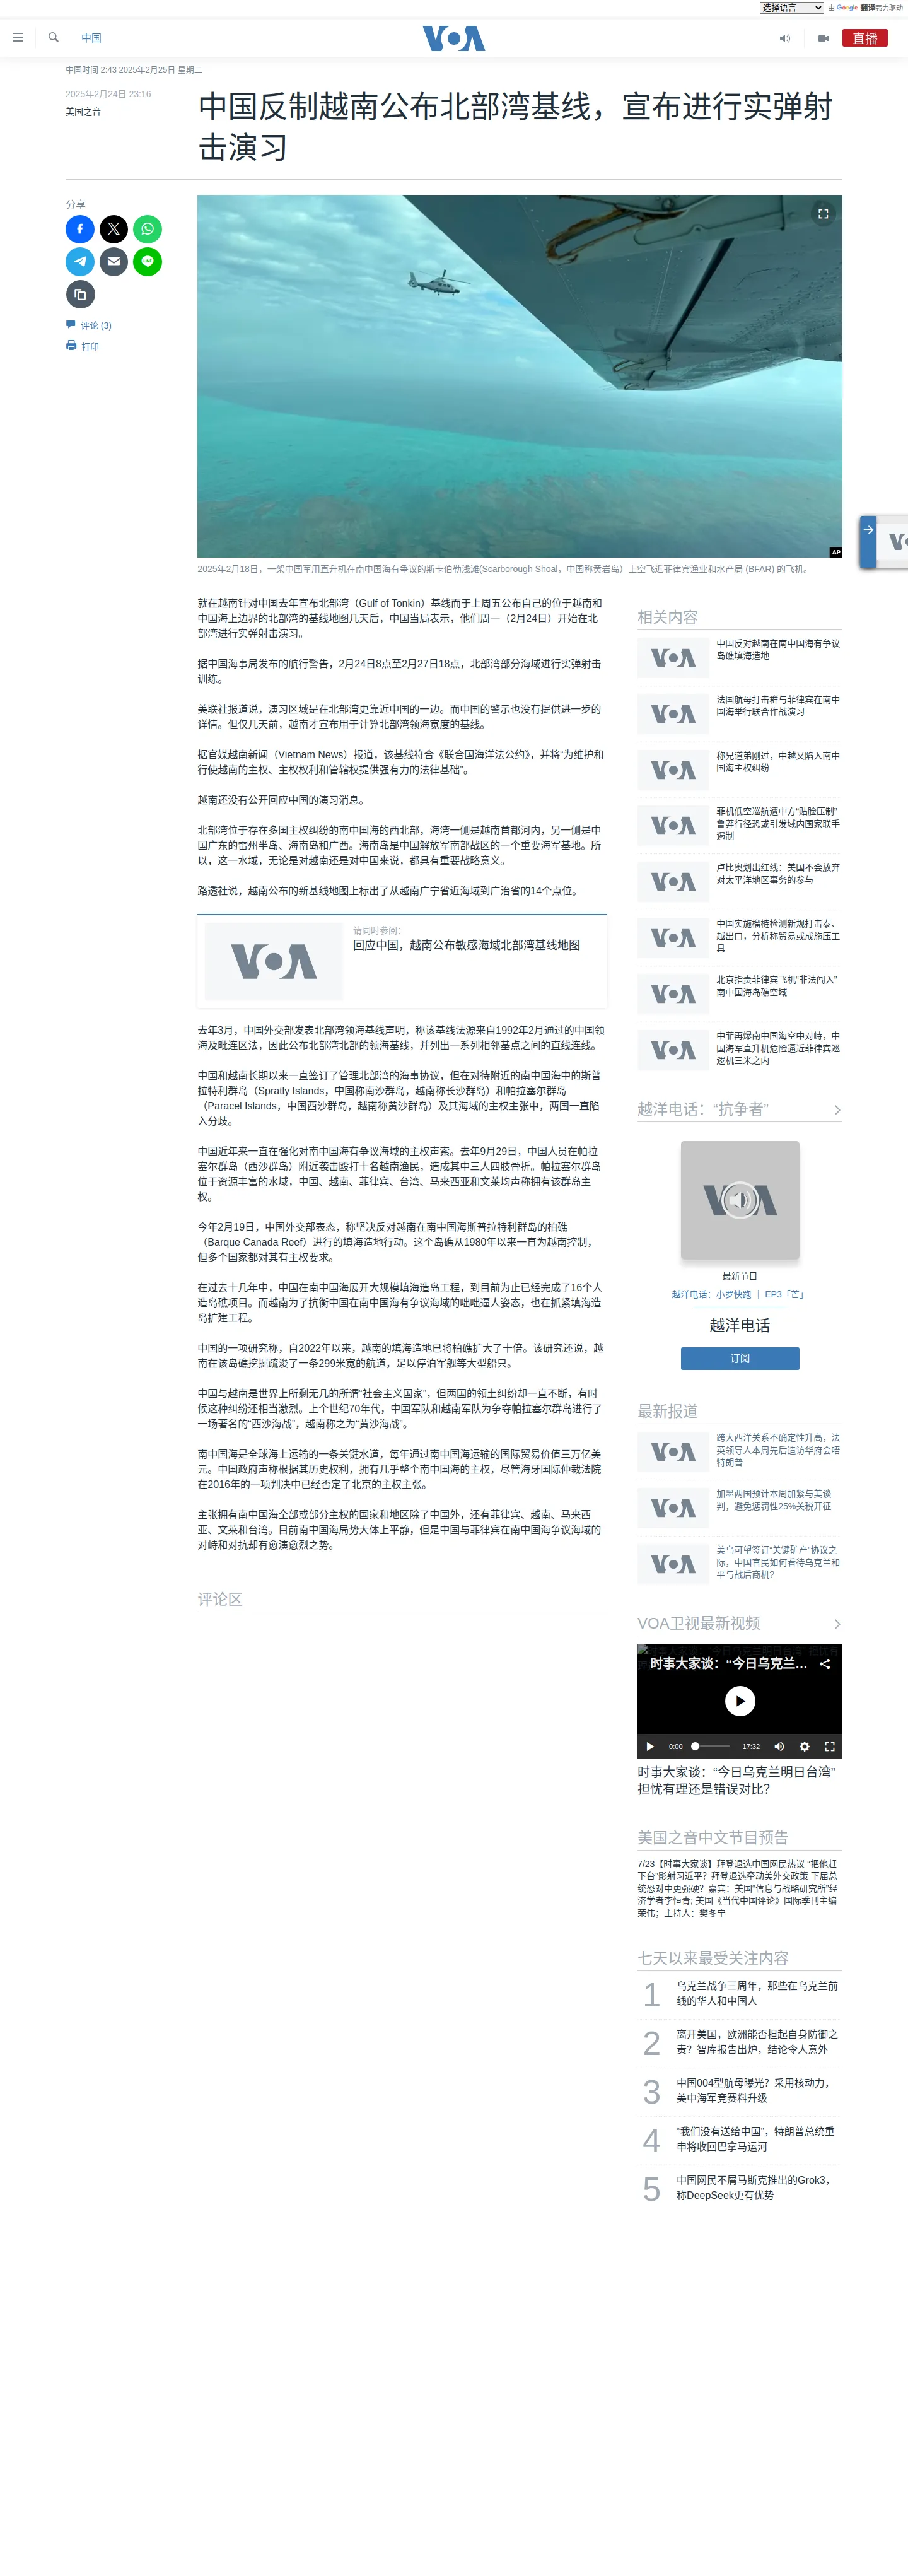 选择语言 由 Google 翻译强力驱动
中国
VOA
直播
中国时间 2:43 2025年2月25日 星期二
2025年2月24日 23:16
美国之音
中国反制越南公布北部湾基线，宣布进行实弹射
击演习
分享
评论 (3)
打印
AP
2025年2月18日，一架中国军用直升机在南中国海有争议的斯卡伯勒浅滩(Scarborough Shoal，中国称黄岩岛）上空飞近菲律宾渔业和水产局 (BFAR) 的飞机。
就在越南针对中国去年宣布北部湾（Gulf of Tonkin）基线而于上周五公布自己的位于越南和
中国海上边界的北部湾的基线地图几天后，中国当局表示，他们周一（2月24日）开始在北
部湾进行实弹射击演习。
据中国海事局发布的航行警告，2月24日8点至2月27日18点，北部湾部分海域进行实弹射击
训练。
美联社报道说，演习区域是在北部湾更靠近中国的一边。而中国的警示也没有提供进一步的
详情。但仅几天前，越南才宣布用于计算北部湾领海宽度的基线。
据官媒越南新闻（Vietnam News）报道，该基线符合《联合国海洋法公约》，并将“为维护和
行使越南的主权、主权权利和管辖权提供强有力的法律基础”。
越南还没有公开回应中国的演习消息。
北部湾位于存在多国主权纠纷的南中国海的西北部，海湾一侧是越南首都河内，另一侧是中
国广东的雷州半岛、海南岛和广西。海南岛是中国解放军南部战区的一个重要海军基地。所
以，这一水域，无论是对越南还是对中国来说，都具有重要战略意义。
路透社说，越南公布的新基线地图上标出了从越南广宁省近海域到广治省的14个点位。
VOA
请同时参阅：
回应中国，越南公布敏感海域北部湾基线地图
去年3月，中国外交部发表北部湾领海基线声明，称该基线法源来自1992年2月通过的中国领
海及毗连区法，因此公布北部湾北部的领海基线，并列出一系列相邻基点之间的直线连线。
中国和越南长期以来一直签订了管理北部湾的海事协议，但在对待附近的南中国海中的斯普
拉特利群岛（Spratly Islands，中国称南沙群岛，越南称长沙群岛）和帕拉塞尔群岛
（Paracel Islands，中国西沙群岛，越南称黄沙群岛）及其海域的主权主张中，两国一直陷
入分歧。
中国近年来一直在强化对南中国海有争议海域的主权声索。去年9月29日，中国人员在帕拉
塞尔群岛（西沙群岛）附近袭击殴打十名越南渔民，造成其中三人四肢骨折。帕拉塞尔群岛
位于资源丰富的水域，中国、越南、菲律宾、台湾、马来西亚和文莱均声称拥有该群岛主
权。
今年2月19日，中国外交部表态，称坚决反对越南在南中国海斯普拉特利群岛的柏礁
（Barque Canada Reef）进行的填海造地行动。这个岛礁从1980年以来一直为越南控制，
但多个国家都对其有主权要求。
在过去十几年中，中国在南中国海展开大规模填海造岛工程，到目前为止已经完成了16个人
造岛礁项目。而越南为了抗衡中国在南中国海有争议海域的咄咄逼人姿态，也在抓紧填海造
岛扩建工程。
中国的一项研究称，自2022年以来，越南的填海造地已将柏礁扩大了十倍。该研究还说，越
南在该岛礁挖掘疏浚了一条299米宽的航道，足以停泊军舰等大型船只。
中国与越南是世界上所剩无几的所谓“社会主义国家”，但两国的领土纠纷却一直不断，有时
候这种纠纷还相当激烈。上个世纪70年代，中国军队和越南军队为争夺帕拉塞尔群岛进行了
一场著名的“西沙海战”，越南称之为“黄沙海战”。
南中国海是全球海上运输的一条关键水道，每年通过南中国海运输的国际贸易价值三万亿美
元。中国政府声称根据其历史权利，拥有几乎整个南中国海的主权，尽管海牙国际仲裁法院
在2016年的一项判决中已经否定了北京的主权主张。
主张拥有南中国海全部或部分主权的国家和地区除了中国外，还有菲律宾、越南、马来西
亚、文莱和台湾。目前南中国海局势大体上平静，但是中国与菲律宾在南中国海争议海域的
对峙和对抗却有愈演愈烈之势。
评论区
相关内容
VOA
中国反对越南在南中国海有争议
岛礁填海造地
VOA
法国航母打击群与菲律宾在南中
国海举行联合作战演习
VOA
称兄道弟刚过，中越又陷入南中
国海主权纠纷
VOA
菲机低空巡航遭中方“贴脸压制”
鲁莽行径恐或引发域内国家联手
遏制
VOA
卢比奥划出红线：美国不会放弃
对太平洋地区事务的参与
VOA
中国实施榴梿检测新规打击泰、
越出口，分析称贸易或成施压工
具
VOA
北京指责菲律宾飞机“非法闯入”
南中国海岛礁空域
VOA
中菲再爆南中国海空中对峙，中
国海军直升机危险逼近菲律宾巡
逻机三米之内
越洋电话：“抗争者”
VOA
最新节目
越洋电话：小罗快跑 ｜ EP3「芒」
越洋电话
订阅
最新报道
VOA
跨大西洋关系不确定性升高，法
英领导人本周先后造访华府会唔
特朗普
VOA
加墨两国预计本周加紧与美谈
判，避免惩罚性25%关税开征
VOA
美乌可望签订“关键矿产”协议之
际，中国官民如何看待乌克兰和
平与战后商机?
VOA卫视最新视频
时事大家谈：“今日乌克兰...
0:00 17:32
时事大家谈：“今日乌克兰明日台湾”
担忧有理还是错误对比？
美国之音中文节目预告
7/23【时事大家谈】拜登退选中国网民热议 “把他赶
下台”影射习近平？拜登退选牵动美外交政策 下届总
统恐对中更强硬？嘉宾：美国“信息与战略研究所”经
济学者李恒青; 美国《当代中国评论》国际季刊主编
荣伟；主持人：樊冬宁
七天以来最受关注内容
1
乌克兰战争三周年，那些在乌克兰前
线的华人和中国人
2
离开美国，欧洲能否担起自身防御之
责？智库报告出炉，结论令人意外
3
中国004型航母曝光？采用核动力，
美中海军竞赛料升级
4
“我们没有送给中国”，特朗普总统重
申将收回巴拿马运河
5
中国网民不屑马斯克推出的Grok3，
称DeepSeek更有优势